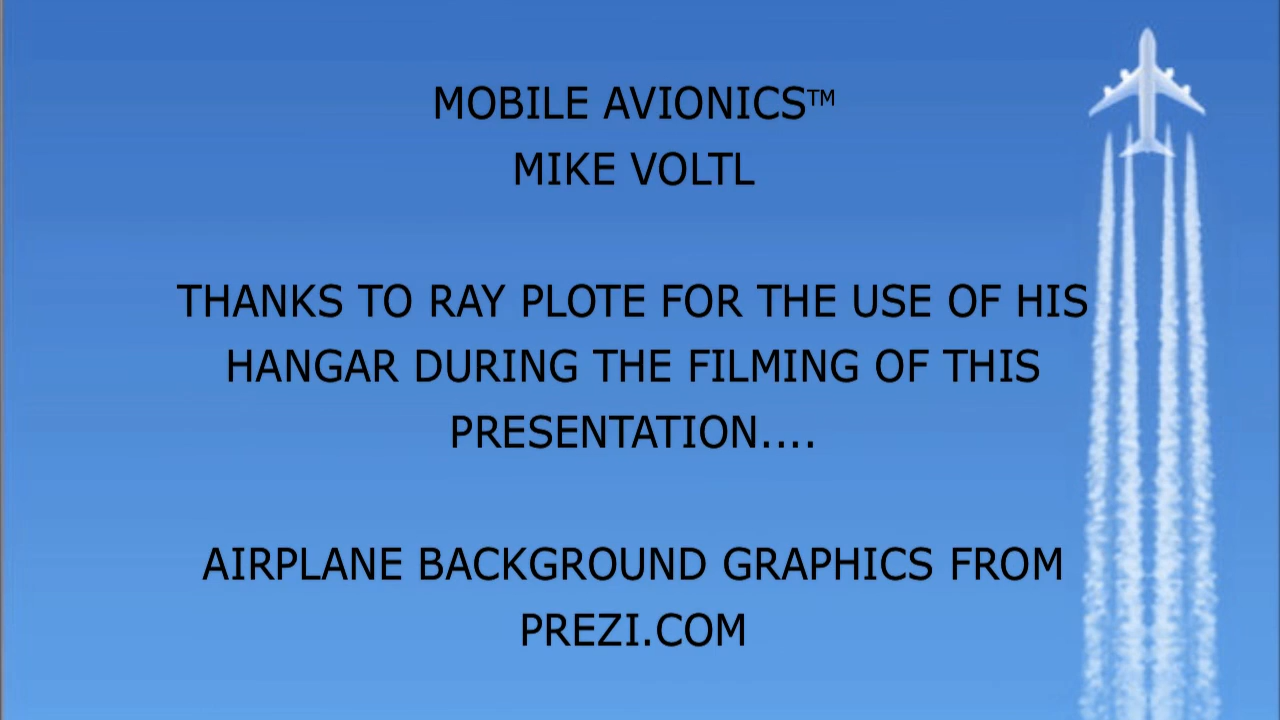 MOBILE AVIONICS™
MIKE VOLTL
THANKS TO RAY PLOTE FOR THE USE OF HIS
HANGAR DURING THE FILMING OF THIS
PRESENTATION....
AIRPLANE BACKGROUND GRAPHICS FROM
PREZI.COM